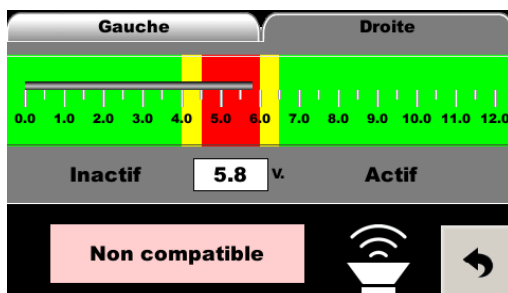 Gauche Droite
0.0 1.0 2.0 3.0 4.0 5.0 6.0 7.0 8.0 9.0 10.0 11.0 12.0
Inactif 5.8 V. Actif
Non compatible